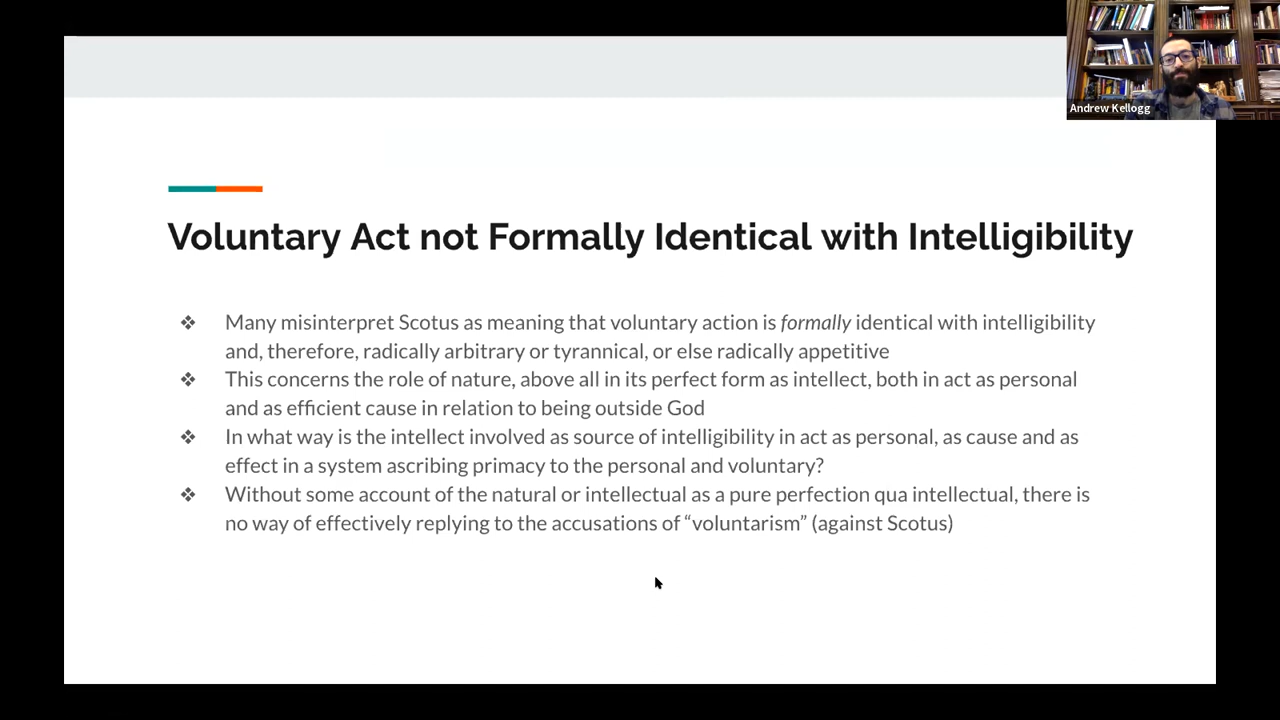 Andrew Kellogg
Voluntary Act not Formally Identical with Intelligibility
❖ Many misinterpret Scotus as meaning that voluntary action is formally identical with intelligibility
and, therefore, radically arbitrary or tyrannical, or else radically appetitive
❖ This concerns the role of nature, above all in its perfect form as intellect, both in act as personal
and as efficient cause in relation to being outside God
❖ In what way is the intellect involved as source of intelligibility in act as personal, as cause and as
effect in a system ascribing primacy to the personal and voluntary?
❖ Without some account of the natural or intellectual as a pure perfection qua intellectual, there is
no way of effectively replying to the accusations of “voluntarism” (against Scotus)